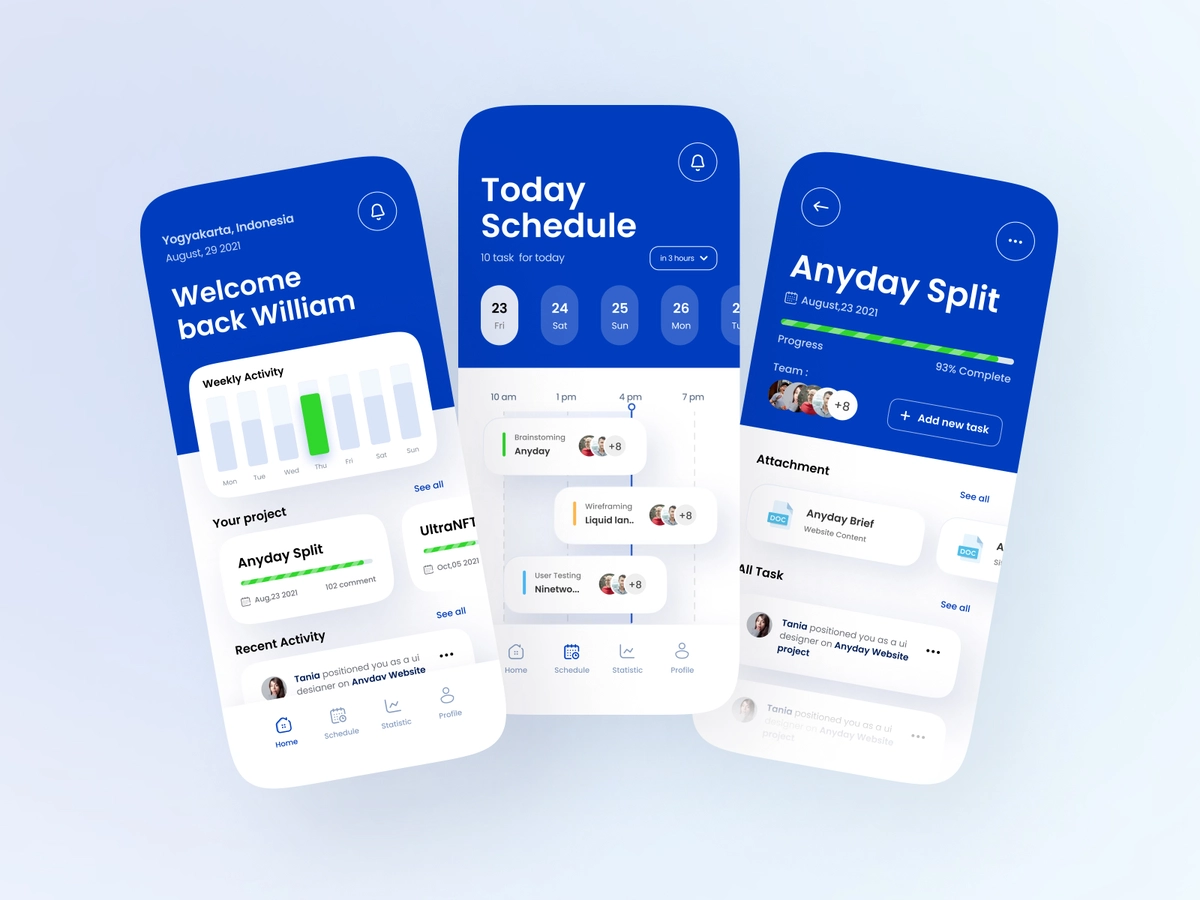 Yogyakarta, Indonesia
August, 29 2021
Welcome
back William
Weekly Activity
Mon
Tue
Wed
Thu
Fri
Sat
Sun
See all
Your project
Anyday Split
Aug,23 2021
102 comment
UltraNFT
Oct,05 2021
See all
Recent Activity
Tania positioned you as a ui
designer on Anyday Website
Home
Schedule
Statistic
Profile
Today
Schedule
10 task for today
in 3 hours
23
Fri
24
Sat
25
Sun
26
Mon
2
Tu
10 am
1 pm
4 pm
7 pm
Brainstoming
Anyday
+8
Wireframing
Liquid lan..
+8
User Testing
Ninetwo...
+8
Home
Schedule
Statistic
Profile
Anyday Split
August,23 2021
Progress
93% Complete
Team :
+8
+ Add new task
Attachment
See all
DOC
Anyday Brief
Website Content
DOC
A
Si
All Task
See all
Tania positioned you as a ui
designer on Anyday Website
project
Tania positioned you as a ui
designer on Anyday Website
project